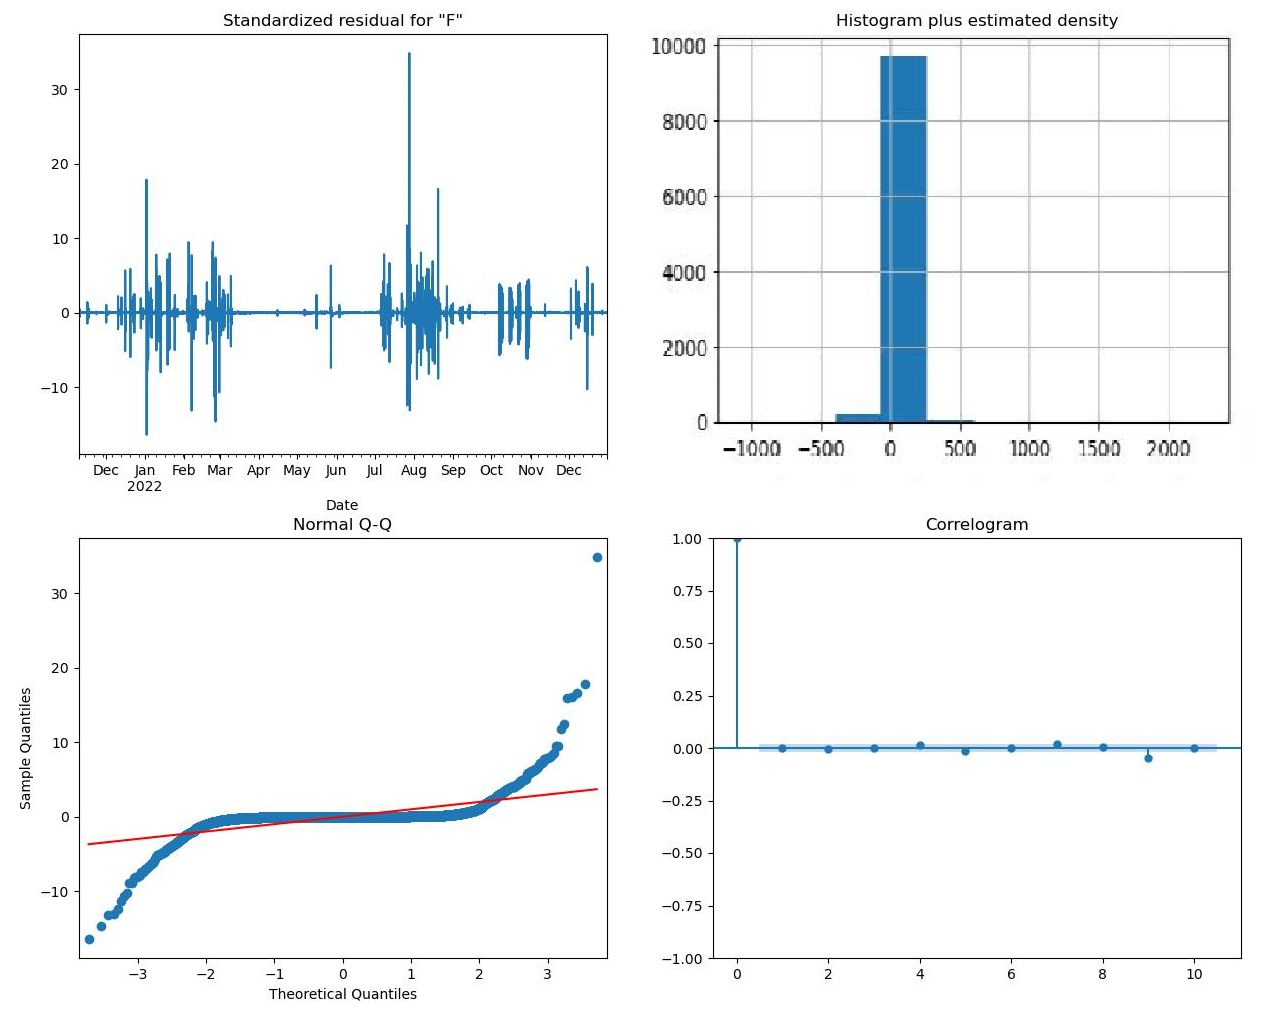 Standardized residual for "F"
30
20
10
0
−10
Dec Jan Feb Mar Apr May Jun Jul Aug Sep Oct Nov Dec
2022
Date
Histogram plus estimated density
10000
8000
6000
4000
2000
0
−1000 −500 0 500 1000 1500 2000
Normal Q-Q
Sample Quantiles
30
20
10
0
−10
−3 −2 −1 0 1 2 3
Theoretical Quantiles
Correlogram
1.00
0.75
0.50
0.25
0.00
−0.25
−0.50
−0.75
−1.00
0 2 4 6 8 10